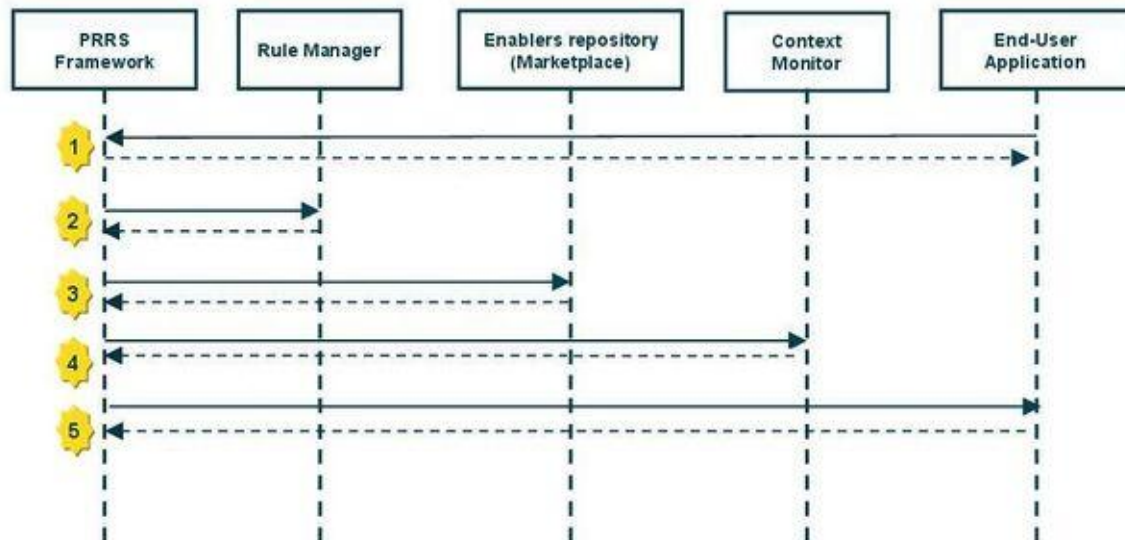 PRRS
Framework
Rule Manager
Enablers repository
(Marketplace)
Context
Monitor
End-User
Application
1
2
3
4
5